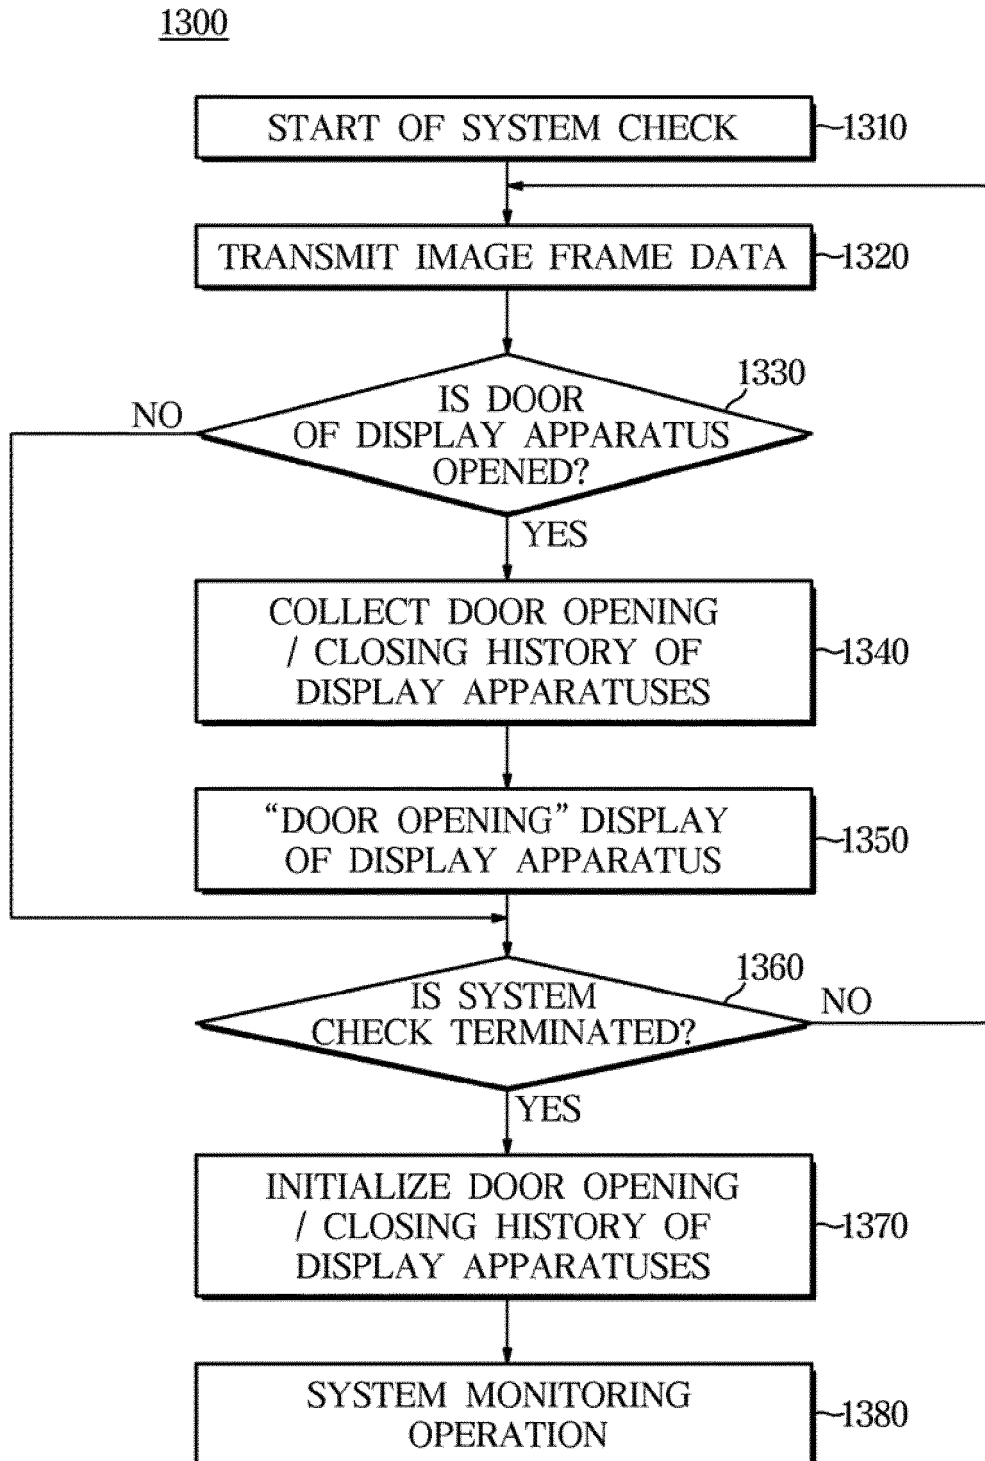 1300
START OF SYSTEM CHECK
1310
TRANSMIT IMAGE FRAME DATA
1320
1330
IS DOOR
OF DISPLAY APPARATUS
OPENED?
NO
YES
COLLECT DOOR OPENING
/ CLOSING HISTORY OF
DISPLAY APPARATUSES
1340
“DOOR OPENING” DISPLAY
OF DISPLAY APPARATUS
1350
1360
IS SYSTEM
CHECK TERMINATED?
NO
YES
INITIALIZE DOOR OPENING
/ CLOSING HISTORY OF
DISPLAY APPARATUSES
1370
SYSTEM MONITORING
OPERATION
1380